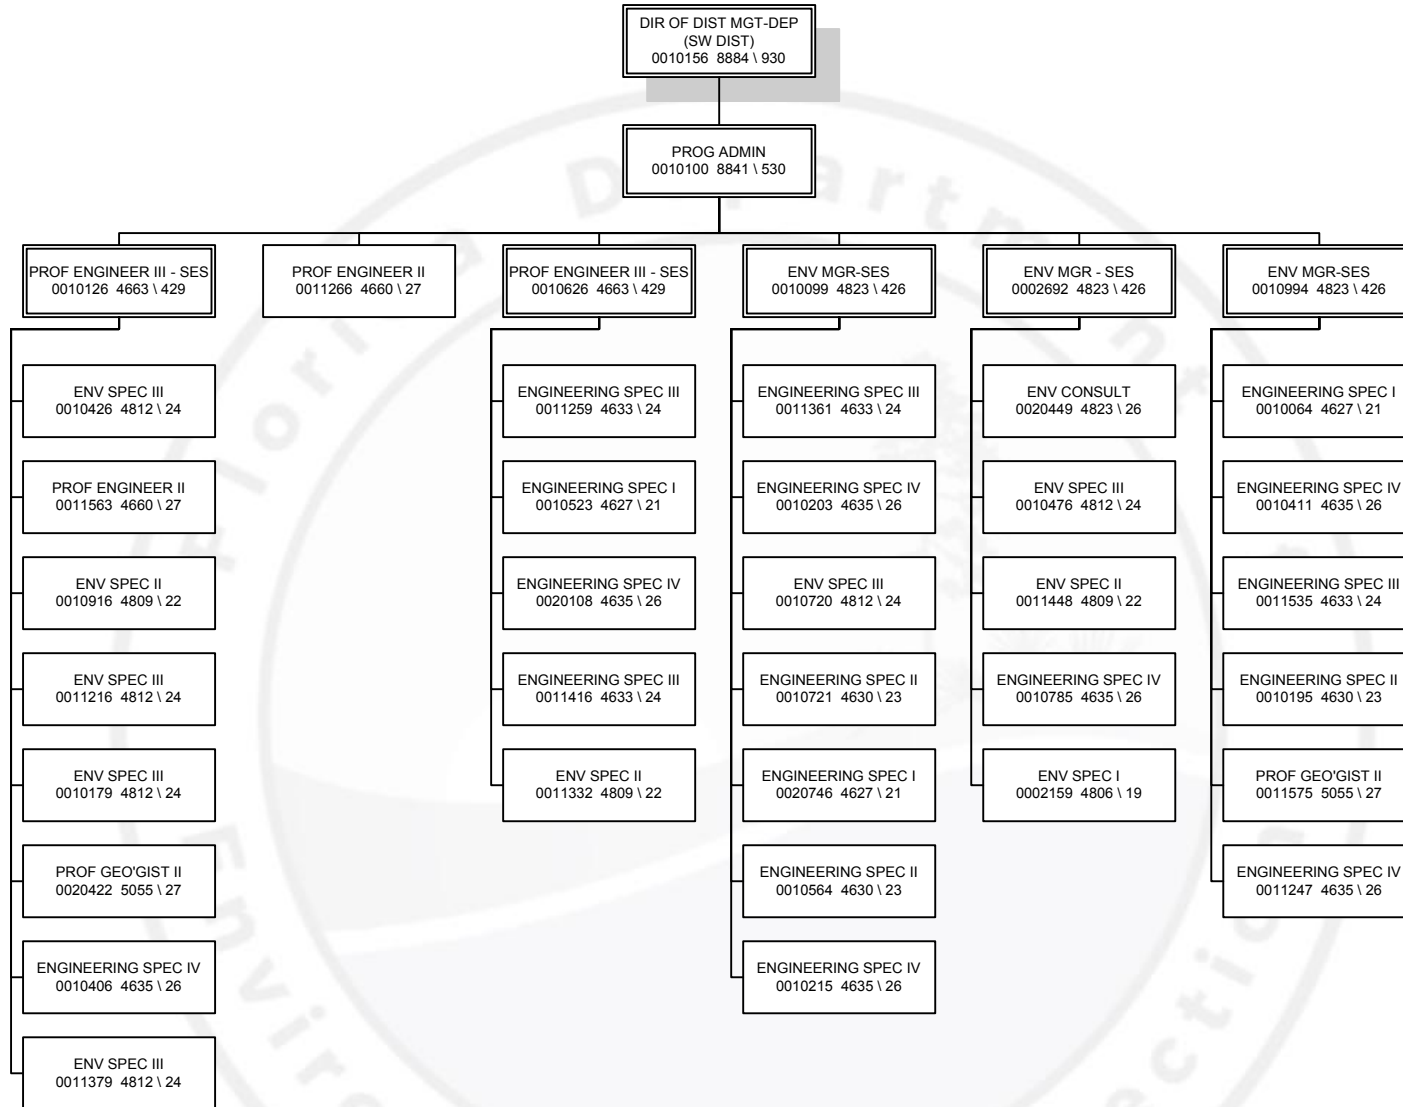 DIR OF DIST MGT-DEP
(SW DIST)
0010156 8884 \ 930
PROG ADMIN
0010100 8841 \ 530
PROF ENGINEER III - SES
0010126 4663 \ 429
ENV SPEC III
0010426 4812 \ 24
PROF ENGINEER II
0011563 4660 \ 27
ENV SPEC II
0010916 4809 \ 22
ENV SPEC III
0011216 4812 \ 24
ENV SPEC III
0010179 4812 \ 24
PROF GEO'GIST II
0020422 5055 \ 27
ENGINEERING SPEC IV
0010406 4635 \ 26
ENV SPEC III
0011379 4812 \ 24
PROF ENGINEER II
0011266 4660 \ 27
PROF ENGINEER III - SES
0010626 4663 \ 429
ENGINEERING SPEC III
0011259 4633 \ 24
ENGINEERING SPEC I
0010523 4627 \ 21
ENGINEERING SPEC IV
0020108 4635 \ 26
ENGINEERING SPEC III
0011416 4633 \ 24
ENV SPEC II
0011332 4809 \ 22
ENV MGR-SES
0010099 4823 \ 426
ENGINEERING SPEC III
0011361 4633 \ 24
ENGINEERING SPEC IV
0010203 4635 \ 26
ENV SPEC III
0010720 4812 \ 24
ENGINEERING SPEC II
0010721 4630 \ 23
ENGINEERING SPEC I
0020746 4627 \ 21
ENGINEERING SPEC II
0010564 4630 \ 23
ENGINEERING SPEC IV
0010215 4635 \ 26
ENV MGR - SES
0002692 4823 \ 426
ENV CONSULT
0020449 4823 \ 26
ENV SPEC III
0010476 4812 \ 24
ENV SPEC II
0011448 4809 \ 22
ENGINEERING SPEC IV
0010785 4635 \ 26
ENV SPEC I
0002159 4806 \ 19
ENV MGR-SES
0010994 4823 \ 426
ENGINEERING SPEC I
0010064 4627 \ 21
ENGINEERING SPEC IV
0010411 4635 \ 26
ENGINEERING SPEC III
0011535 4633 \ 24
ENGINEERING SPEC II
0010195 4630 \ 23
PROF GEO'GIST II
0011575 5055 \ 27
ENGINEERING SPEC IV
0011247 4635 \ 26
Florida Department